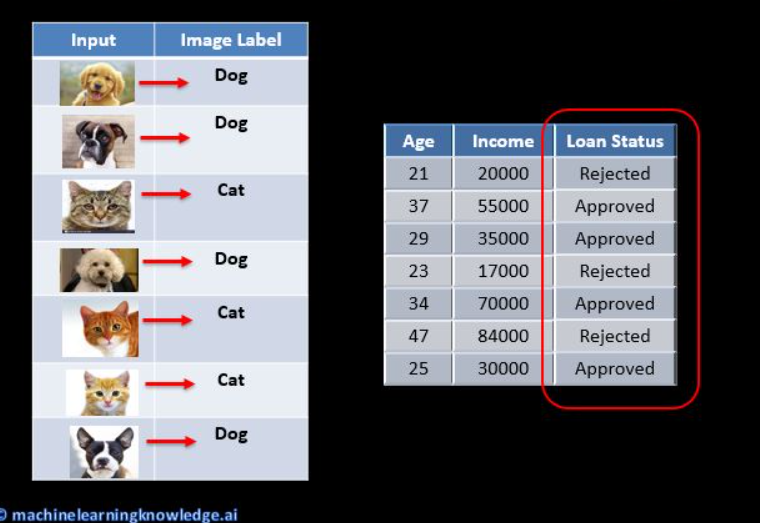 Input Image Label
Dog
Dog
Cat
Dog
Cat
Cat
Dog
Age Income Loan Status
21 20000 Rejected
37 55000 Approved
29 35000 Approved
23 17000 Rejected
34 70000 Approved
47 84000 Rejected
25 30000 Approved
© machinelearningknowledge.ai